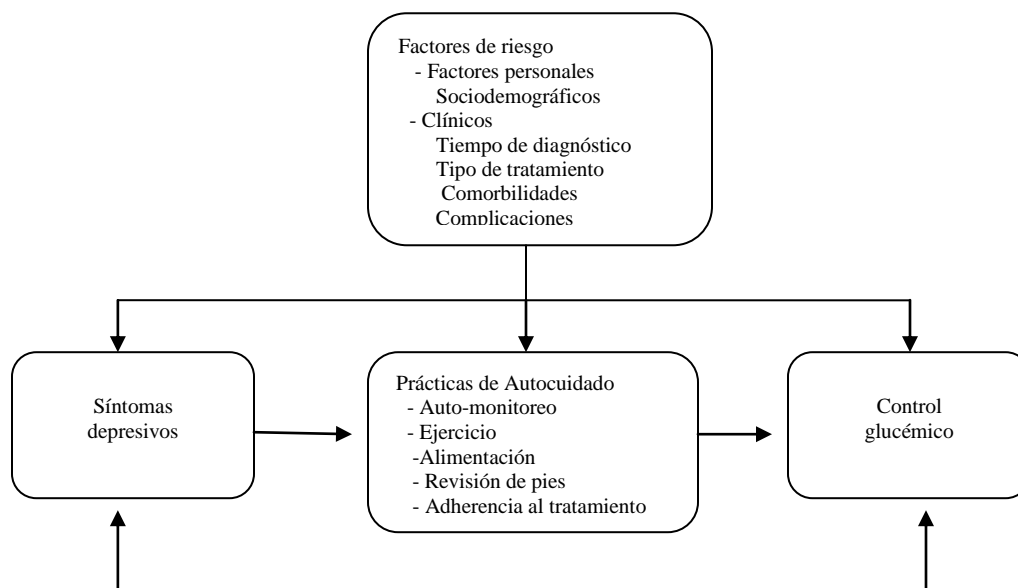 Factores de riesgo
- Factores personales
Sociodemográficos
- Clínicos
Tiempo de diagnóstico
Tipo de tratamiento
Comorbilidades
Complicaciones
Síntomas
depresivos
Prácticas de Autocuidado
- Auto-monitoreo
- Ejercicio
-Alimentación
- Revisión de pies
- Adherencia al tratamiento
Control
glucémico